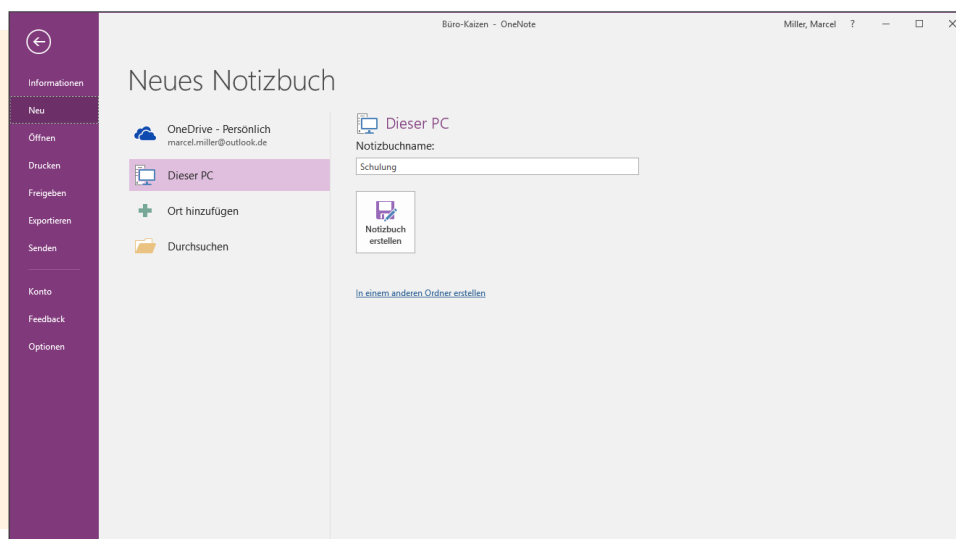 Büro-Kaizen - OneNote
Miller, Marcel ?
Informationen
Neu
Öffnen
Drucken
Freigeben
Exportieren
Senden
Konto
Feedback
Optionen
Neues Notizbuch
OneDrive - Persönlich
marcel.miller@outlook.de
Dieser PC
Ort hinzufügen
Durchsuchen
Dieser PC
Notizbuchname:
Schulung
Notizbuch
erstellen
In einem anderen Ordner erstellen